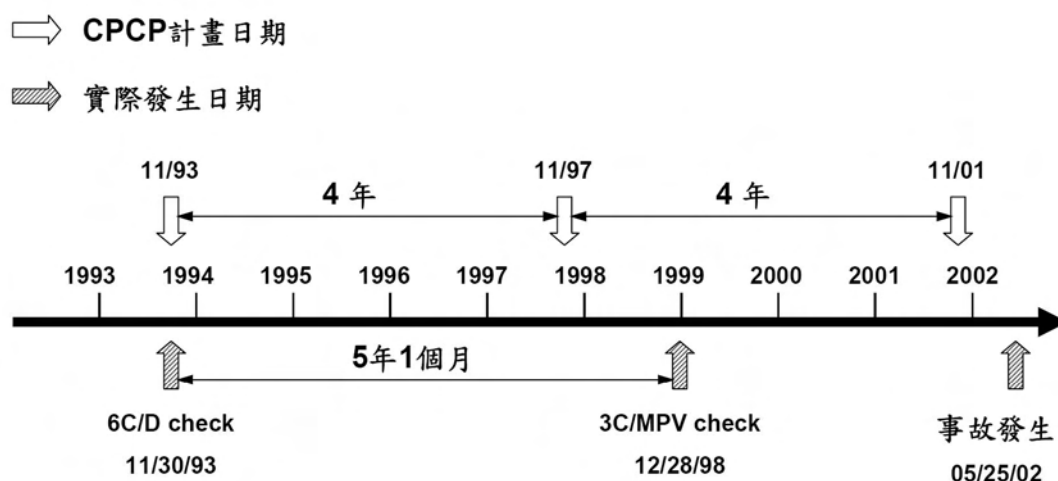 CPCP計畫日期
實際發生日期
11/93 11/97 11/01
4 年 4 年
1993 1994 1995 1996 1997 1998 1999 2000 2001 2002
5年1個月
6C/D check 3C/MPV check 事故發生
11/30/93 12/28/98 05/25/02